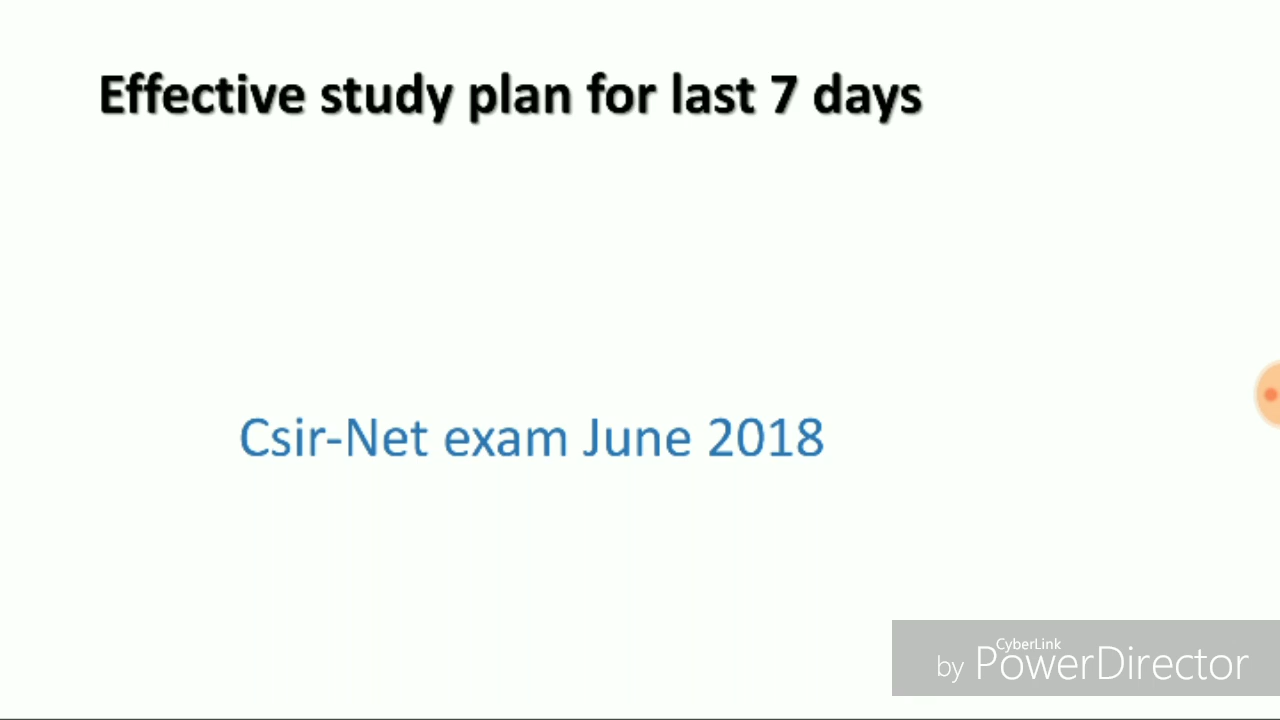 Effective study plan for last 7 days
Csir-Net exam June 2018
CyberLink
by PowerDirector